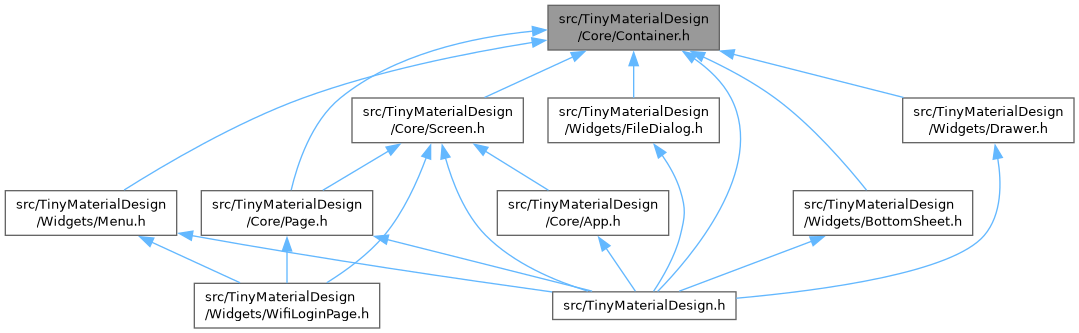 src/TinyMaterialDesign
/Core/Container.h
src/TinyMaterialDesign
/Core/Screen.h
src/TinyMaterialDesign
/Widgets/FileDialog.h
src/TinyMaterialDesign
/Widgets/Drawer.h
src/TinyMaterialDesign
/Widgets/Menu.h
src/TinyMaterialDesign
/Core/Page.h
src/TinyMaterialDesign
/Core/App.h
src/TinyMaterialDesign
/Widgets/BottomSheet.h
src/TinyMaterialDesign
/Widgets/WifiLoginPage.h
src/TinyMaterialDesign.h